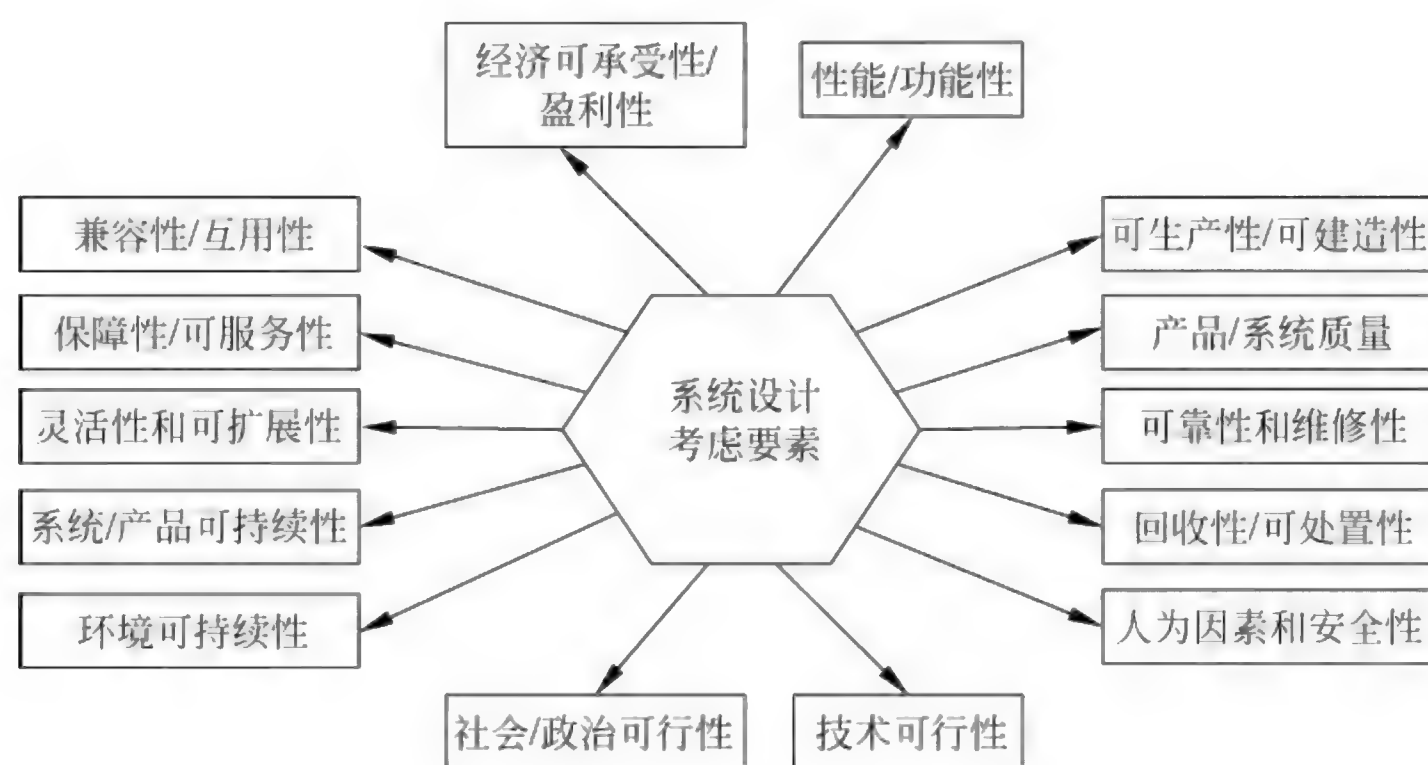 经济可承受性/
盈利性
性能/功能性
兼容性/互用性
可生产性/可建造性
保障性/可服务性
产品/系统质量
系统设计
考虑要素
灵活性和可扩展性
可靠性和维修性
系统/产品可持续性
回收性/可处置性
环境可持续性
人为因素和安全性
社会/政治可行性
技术可行性